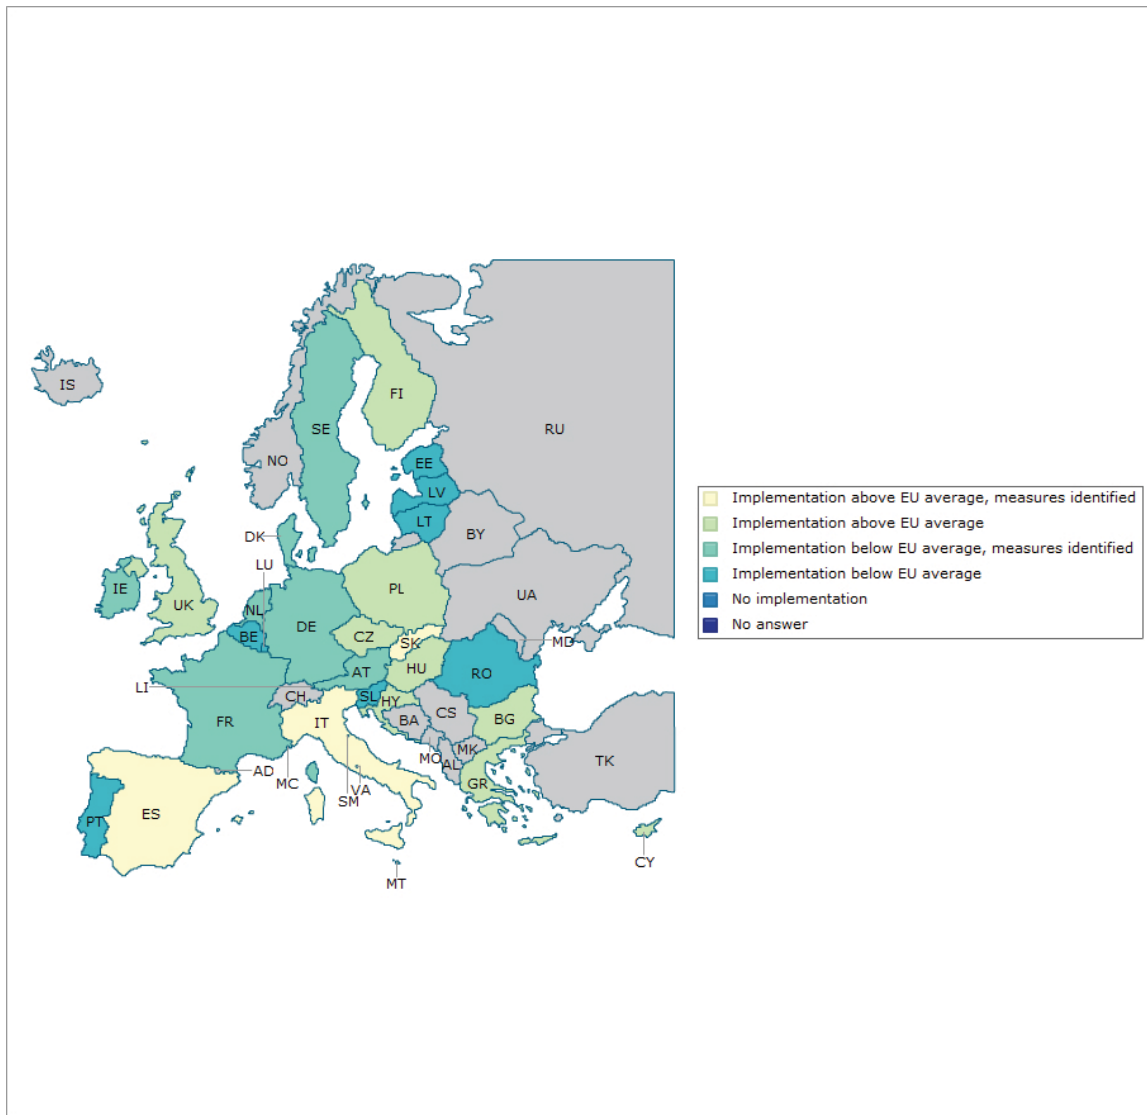 IS
FI
SE
RU
NO
EE
LV
LT
DK
BY
LU
IE
UK
NL
PL
UA
BE
DE
CZ
SK
MD
HU
AT
RO
LI
CH
SL
HY
FR
IT
BA
CS
BG
MO
MK
AL
TK
AD
MC
SM
VA
GR
ES
PT
CY
MT
Implementation above EU average, measures identified
Implementation above EU average
Implementation below EU average, measures identified
Implementation below EU average
No implementation
No answer